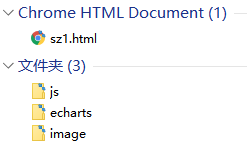 Chrome HTML Document (1)
sz1.html
文件夹 (3)
js
echarts
image